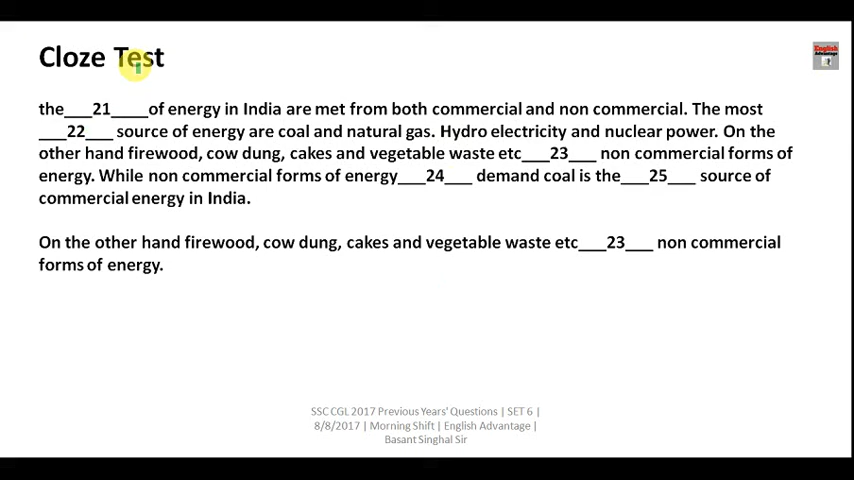 Cloze Test
English
Advantage
the___21____of energy in India are met from both commercial and non commercial. The most
___22___ source of energy are coal and natural gas. Hydro electricity and nuclear power. On the
other hand firewood, cow dung, cakes and vegetable waste etc___23___ non commercial forms of
energy. While non commercial forms of energy___24___ demand coal is the___25___ source of
commercial energy in India.
On the other hand firewood, cow dung, cakes and vegetable waste etc___23___ non commercial
forms of energy.
SSC CGL 2017 Previous Years' Questions | SET 6 |
8/8/2017 | Morning Shift | English Advantage |
Basant Singhal Sir